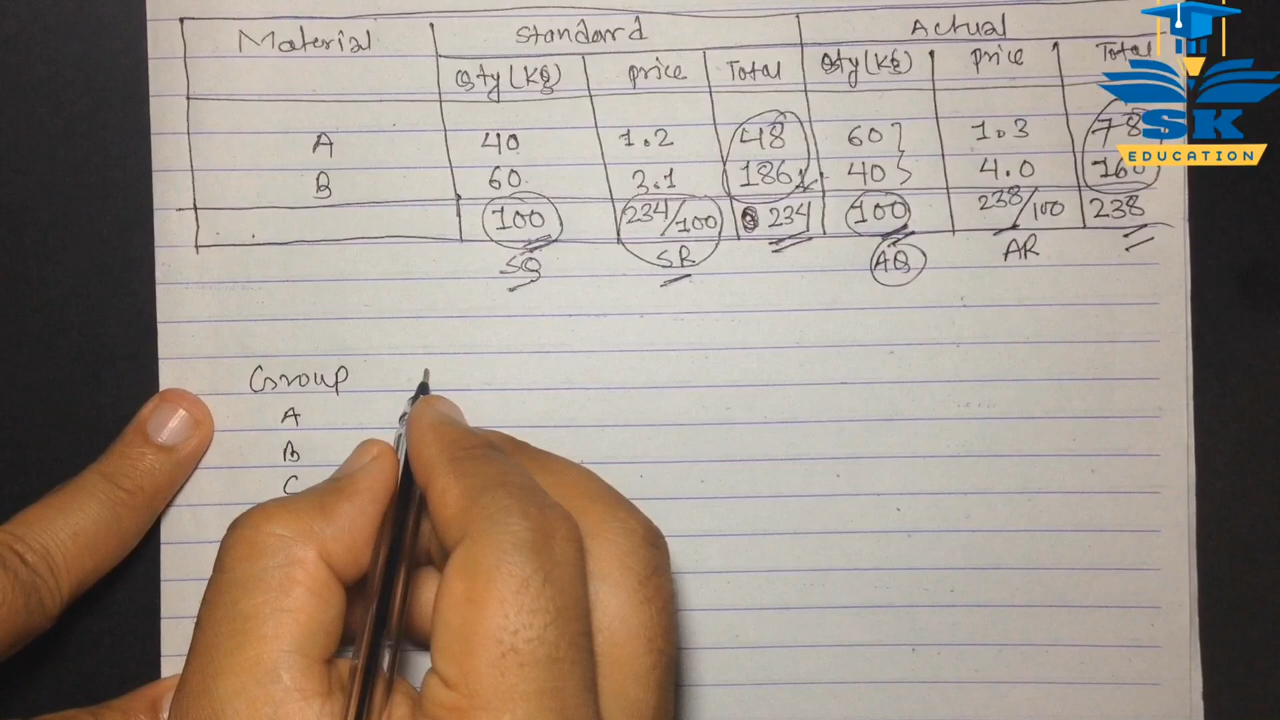 Material Standard Actual
Qty (KG) price Total Qty (KG) price Total
A 40 1.2 48 60 1.3 78
B 60 3.1 186 40 4.0 160
100 234/100 234 100 238/100 238
SQ SR AQ AR
Group
A
B
C
SK
EDUCATION